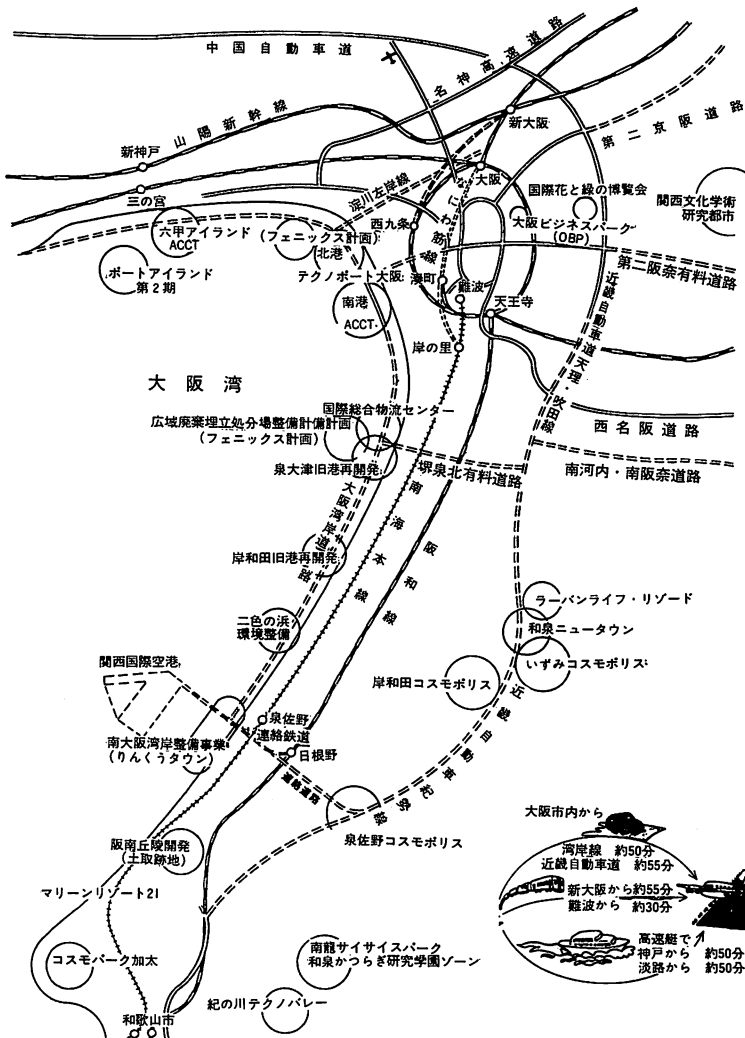 中国自動車道
名神高速道路
山陽新幹線
新大阪
第二京阪道路
新神戸
三の宮
淀川左岸線
大阪
なにわ筋線
国際花と緑の博覧会
関西文化学術
研究都市
六甲アイランド
ACCT
(フェニックス計画)
北港
西九条
大阪ビジネスパーク
(OBP)
ポートアイランド
第2期
テクノポート大阪
湊町
難波
第二阪奈有料道路
南港
ACCT
天王寺
近畿自動車道天理・吹田線
岸の里
大阪湾
国際総合物流センター
広域廃棄埋立処分場整備計備計画
(フェニックス計画)
西名阪道路
泉大津旧港再開発
堺泉北有料道路
南河内・南阪奈道路
大阪湾岸道路
南海本線
阪和線
岸和田旧港再開発
ラーバンライフ・リゾード
二色の浜
環境整備
和泉ニュータウン
関西国際空港
いずみコスモポリス
岸和田コスモポリス
近畿自動車紀勢線
泉佐野
連絡鉄道
南大阪湾岸整備事業
(りんくうタウン)
日根野
連絡道路
泉佐野コスモポリス
阪南丘陵開発
(土取跡地)
マリーンリゾート21
コスモパーク加太
南龍サイサイスパーク
和泉かつらぎ研究学園ゾーン
紀の川テクノバレー
和歌山市
大阪市内から
湾岸線 約50分
近畿自動車道 約55分
新大阪から約55分
難波から 約30分
高速艇で
神戸から 約50分
淡路から 約50分